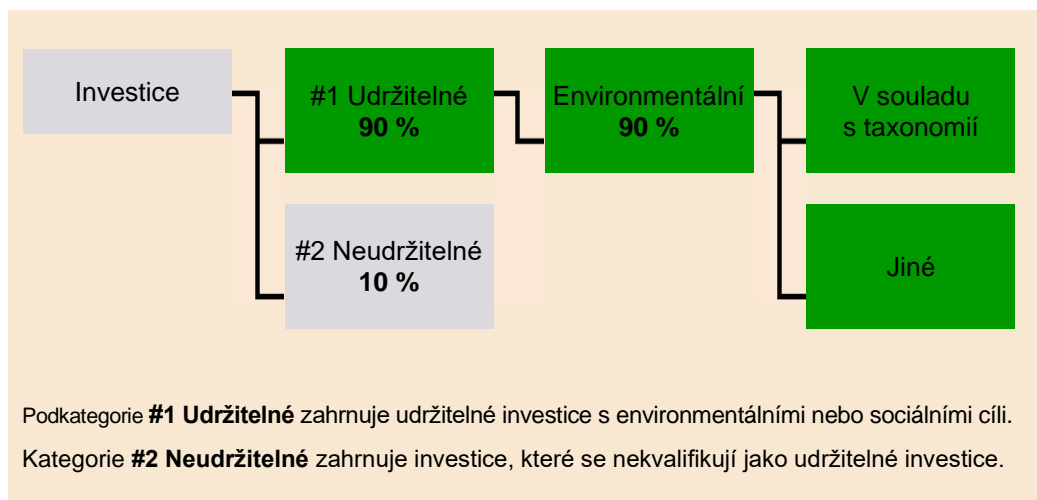 Investice
#1 Udržitelné
90 %
Environmentální
90 %
V souladu
s taxonomií
#2 Neudržitelné
10 %
Jiné
Podkategorie #1 Udržitelné zahrnuje udržitelné investice s environmentálními nebo sociálními cíli.
Kategorie #2 Neudržitelné zahrnuje investice, které se nekvalifikují jako udržitelné investice.